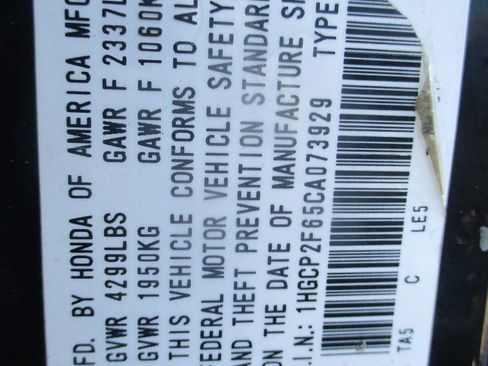 FD. BY HONDA OF AMERICA MFG
GVWR 4299LBS GAWR F 2337L
GVWR 1950KG GAWR F 1060K
THIS VEHICLE CONFORMS TO AL
FEDERAL MOTOR VEHICLE SAFETY
AND THEFT PREVENTION STANDAR
ON THE DATE OF MANUFACTURE S
.I.N.: 1HGCP2F65CA073929 TYPE
TA5 C LE5